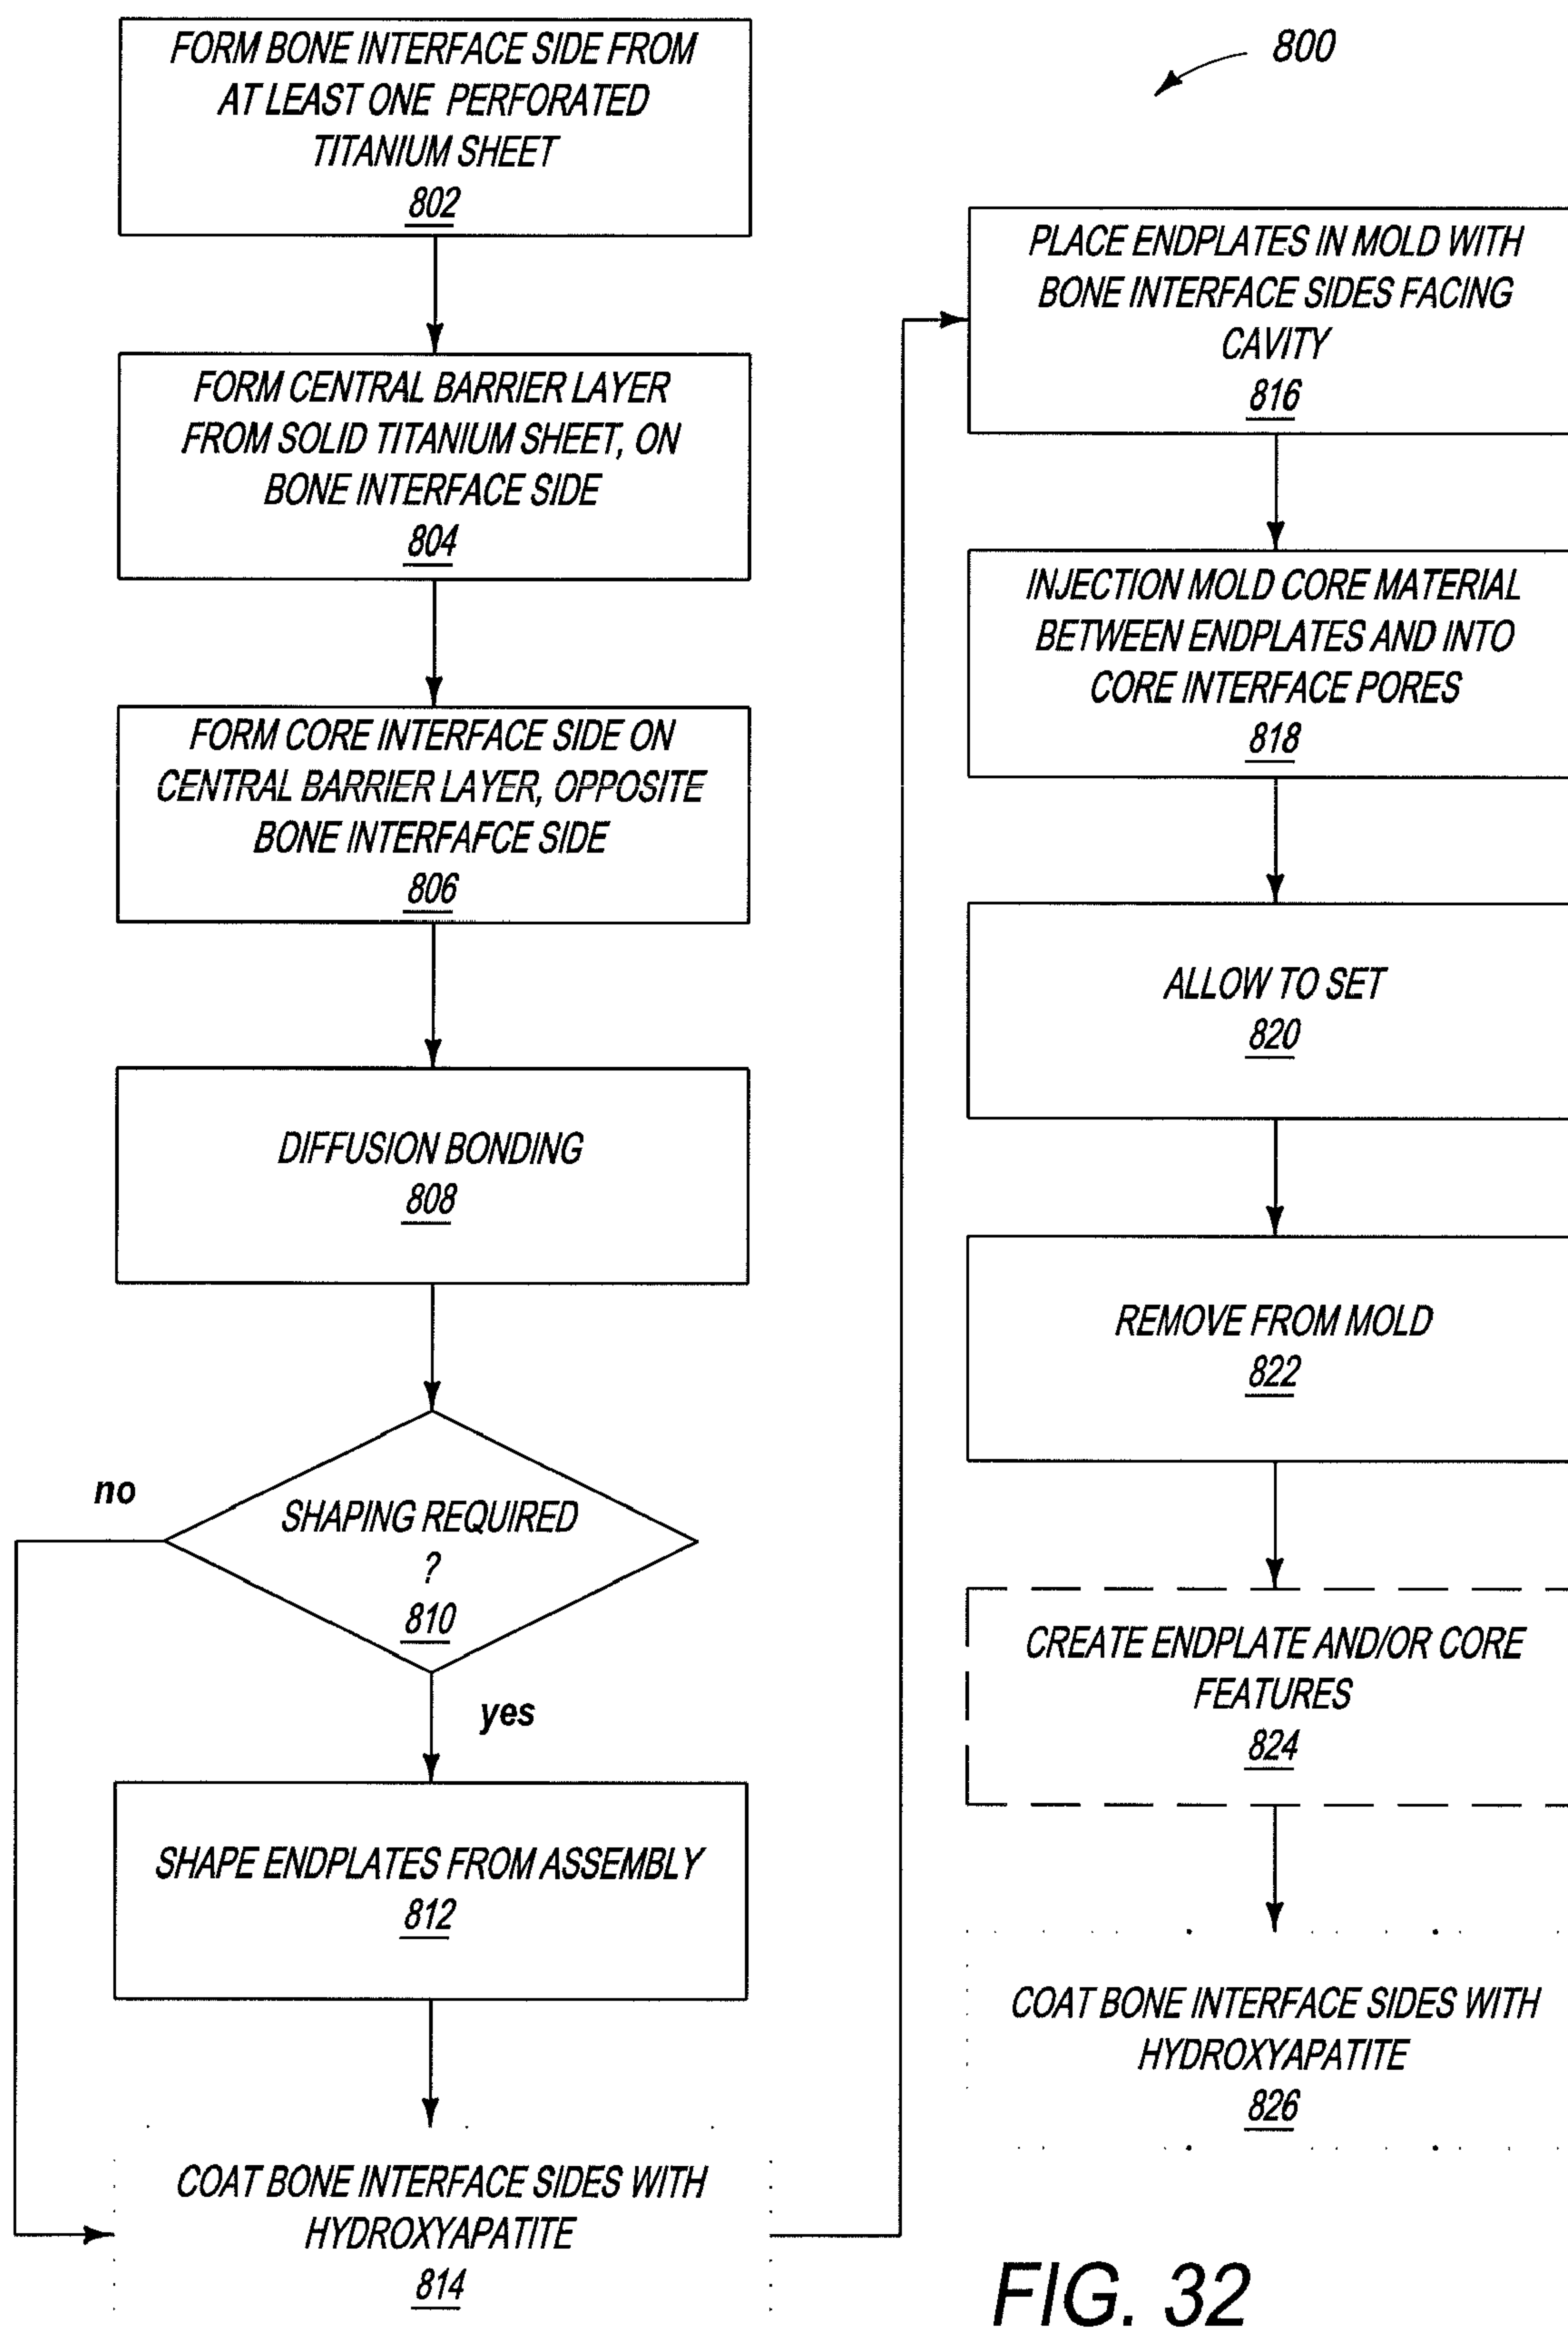 FORM BONE INTERFACE SIDE FROM
AT LEAST ONE PERFORATED
TITANIUM SHEET
802
FORM CENTRAL BARRIER LAYER
FROM SOLID TITANIUM SHEET, ON
BONE INTERFACE SIDE
804
FORM CORE INTERFACE SIDE ON
CENTRAL BARRIER LAYER, OPPOSITE
BONE INTERFAFCE SIDE
806
DIFFUSION BONDING
808
SHAPING REQUIRED
?
810
no
yes
SHAPE ENDPLATES FROM ASSEMBLY
812
COAT BONE INTERFACE SIDES WITH
HYDROXYAPATITE
814
800
PLACE ENDPLATES IN MOLD WITH
BONE INTERFACE SIDES FACING
CAVITY
816
INJECTION MOLD CORE MATERIAL
BETWEEN ENDPLATES AND INTO
CORE INTERFACE PORES
818
ALLOW TO SET
820
REMOVE FROM MOLD
822
CREATE ENDPLATE AND/OR CORE
FEATURES
824
COAT BONE INTERFACE SIDES WITH
HYDROXYAPATITE
826
FIG. 32